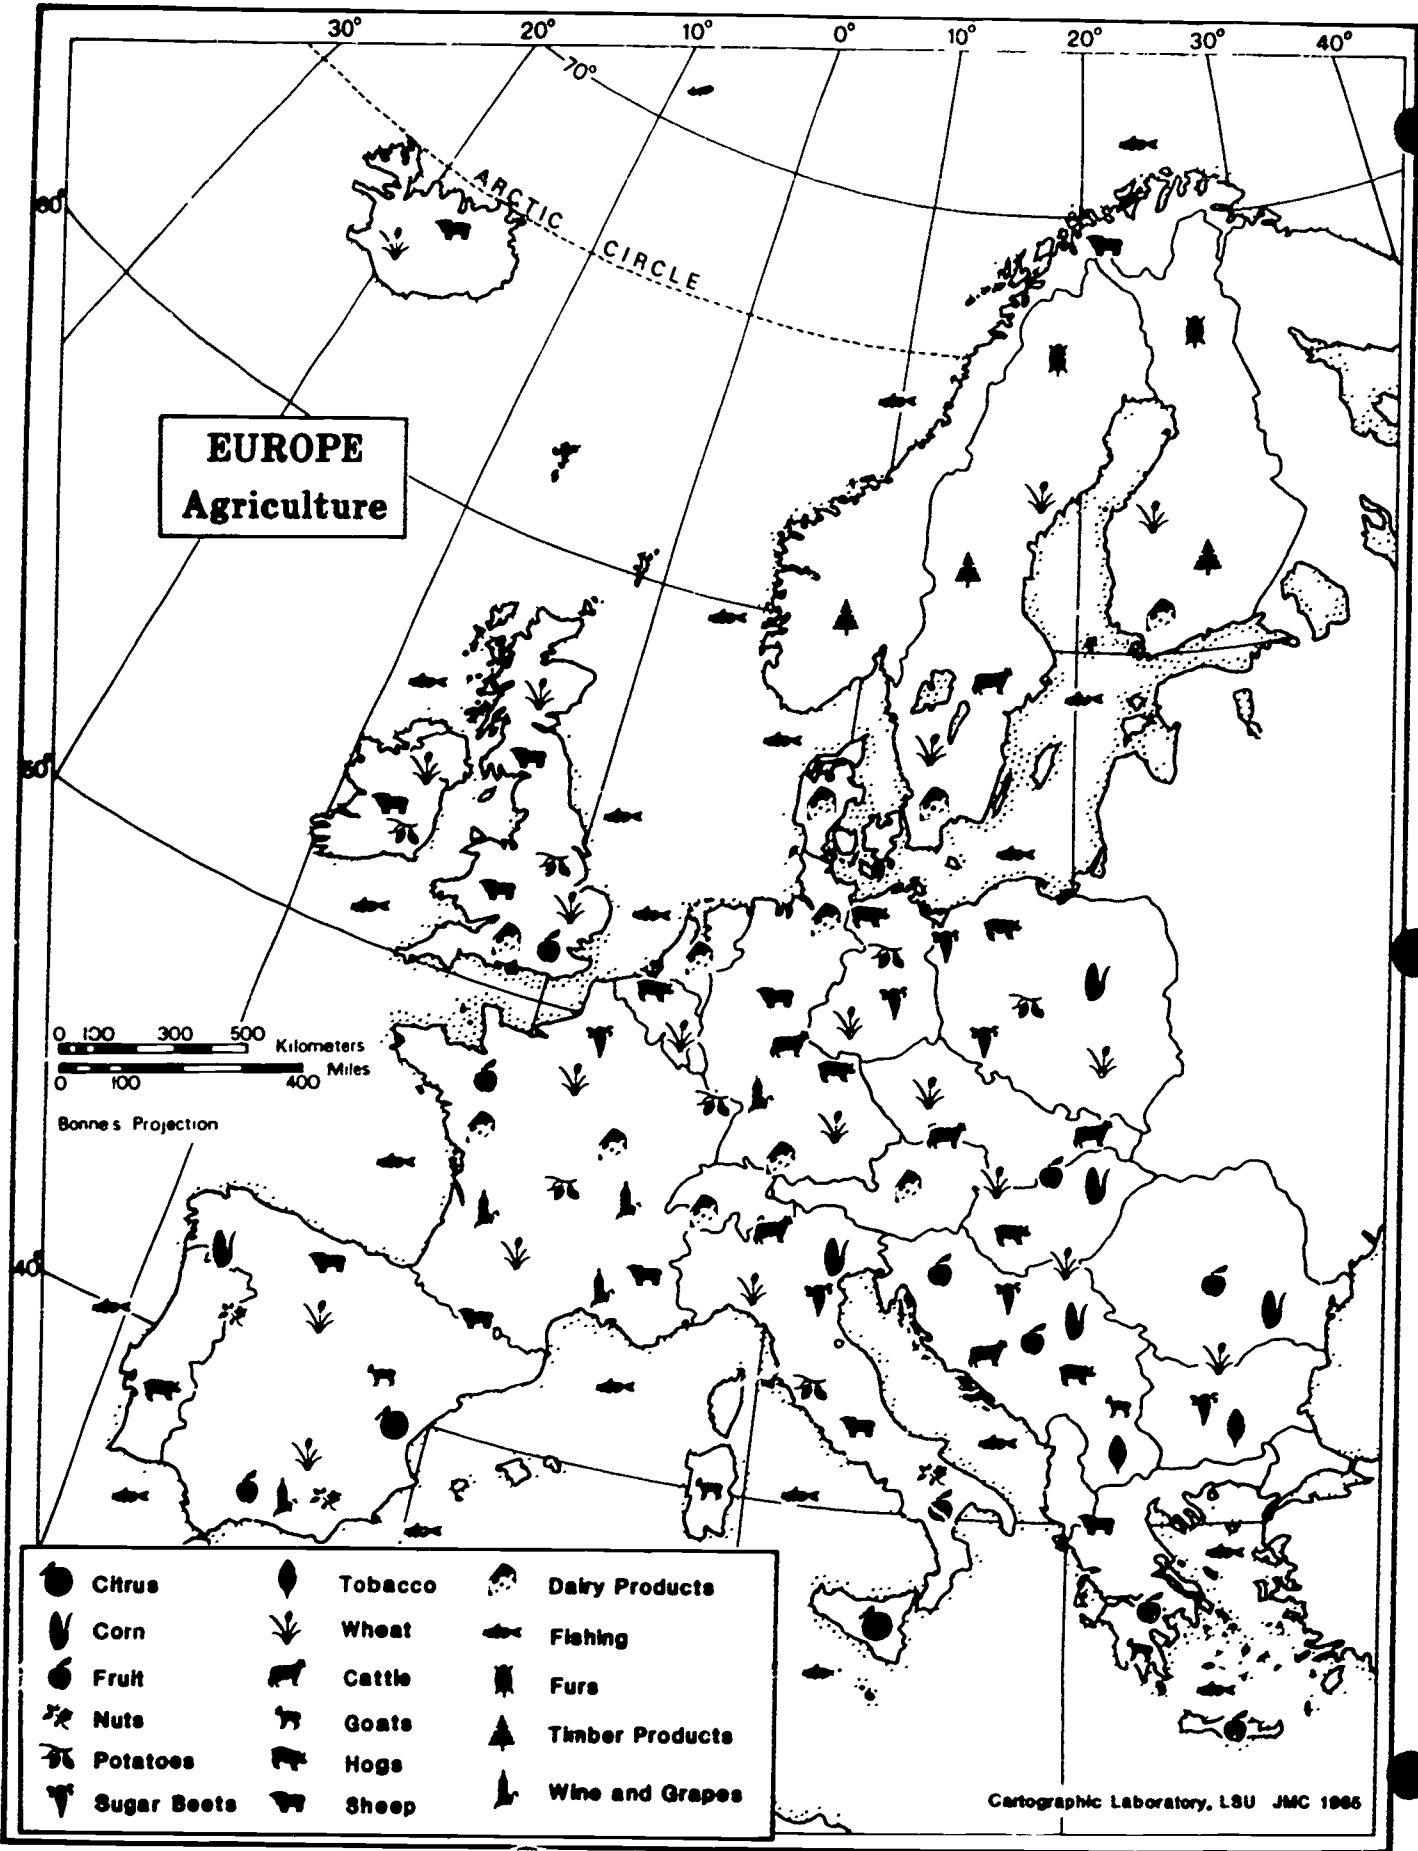 30° 20° 10° 0° 10° 20° 30° 40°
70°
60°
ARCTIC CIRCLE
EUROPE
Agriculture
50°
0 100 300 500 Kilometers
0 100 400 Miles
Bonne's Projection
40°
Citrus
Corn
Fruit
Nuts
Potatoes
Sugar Beets
Tobacco
Wheat
Cattle
Goats
Hogs
Sheep
Dairy Products
Fishing
Furs
Timber Products
Wine and Grapes
Cartographic Laboratory, LSU JMC 1985